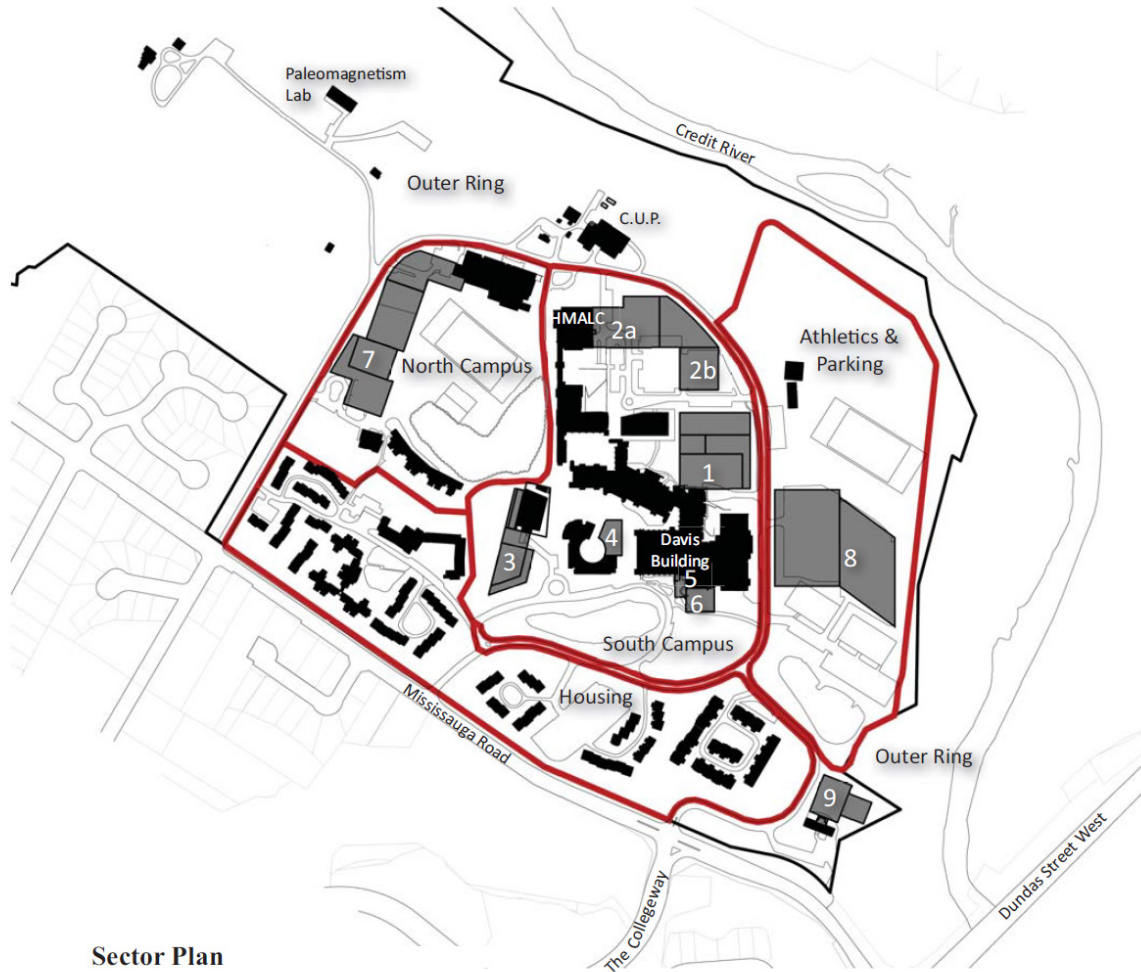 Paleomagnetism
Lab
Credit River
Outer Ring
C.U.P.
HMALC
2a
Athletics &
Parking
7
North Campus
2b
1
3
4
Davis
Building
8
5
6
South Campus
Housing
Mississauga Road
Outer Ring
9
Dundas Street West
The Collegeway
Sector Plan